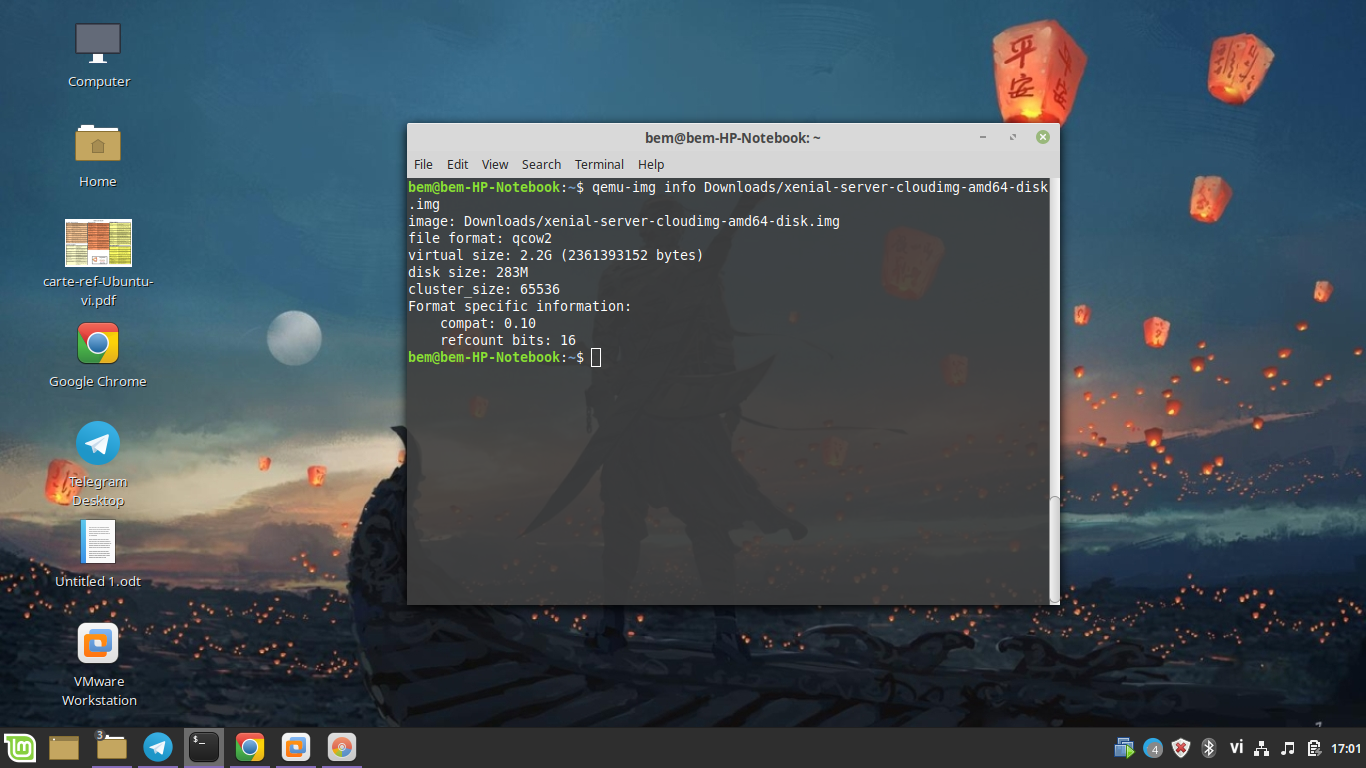 Computer
Home
carte-ref-Ubuntu-
vi.pdf
Google Chrome
Telegram
Desktop
Untitled 1.odt
VMware
Workstation
平
安
bem@bem-HP-Notebook: ~
File Edit View Search Terminal Help
bem@bem-HP-Notebook:~$ qemu-img info Downloads/xenial-server-cloudimg-amd64-disk
.img
image: Downloads/xenial-server-cloudimg-amd64-disk.img
file format: qcow2
virtual size: 2.2G (2361393152 bytes)
disk size: 283M
cluster_size: 65536
Format specific information:
    compat: 0.10
    refcount bits: 16
bem@bem-HP-Notebook:~$
3
$_
4
vi
17:01